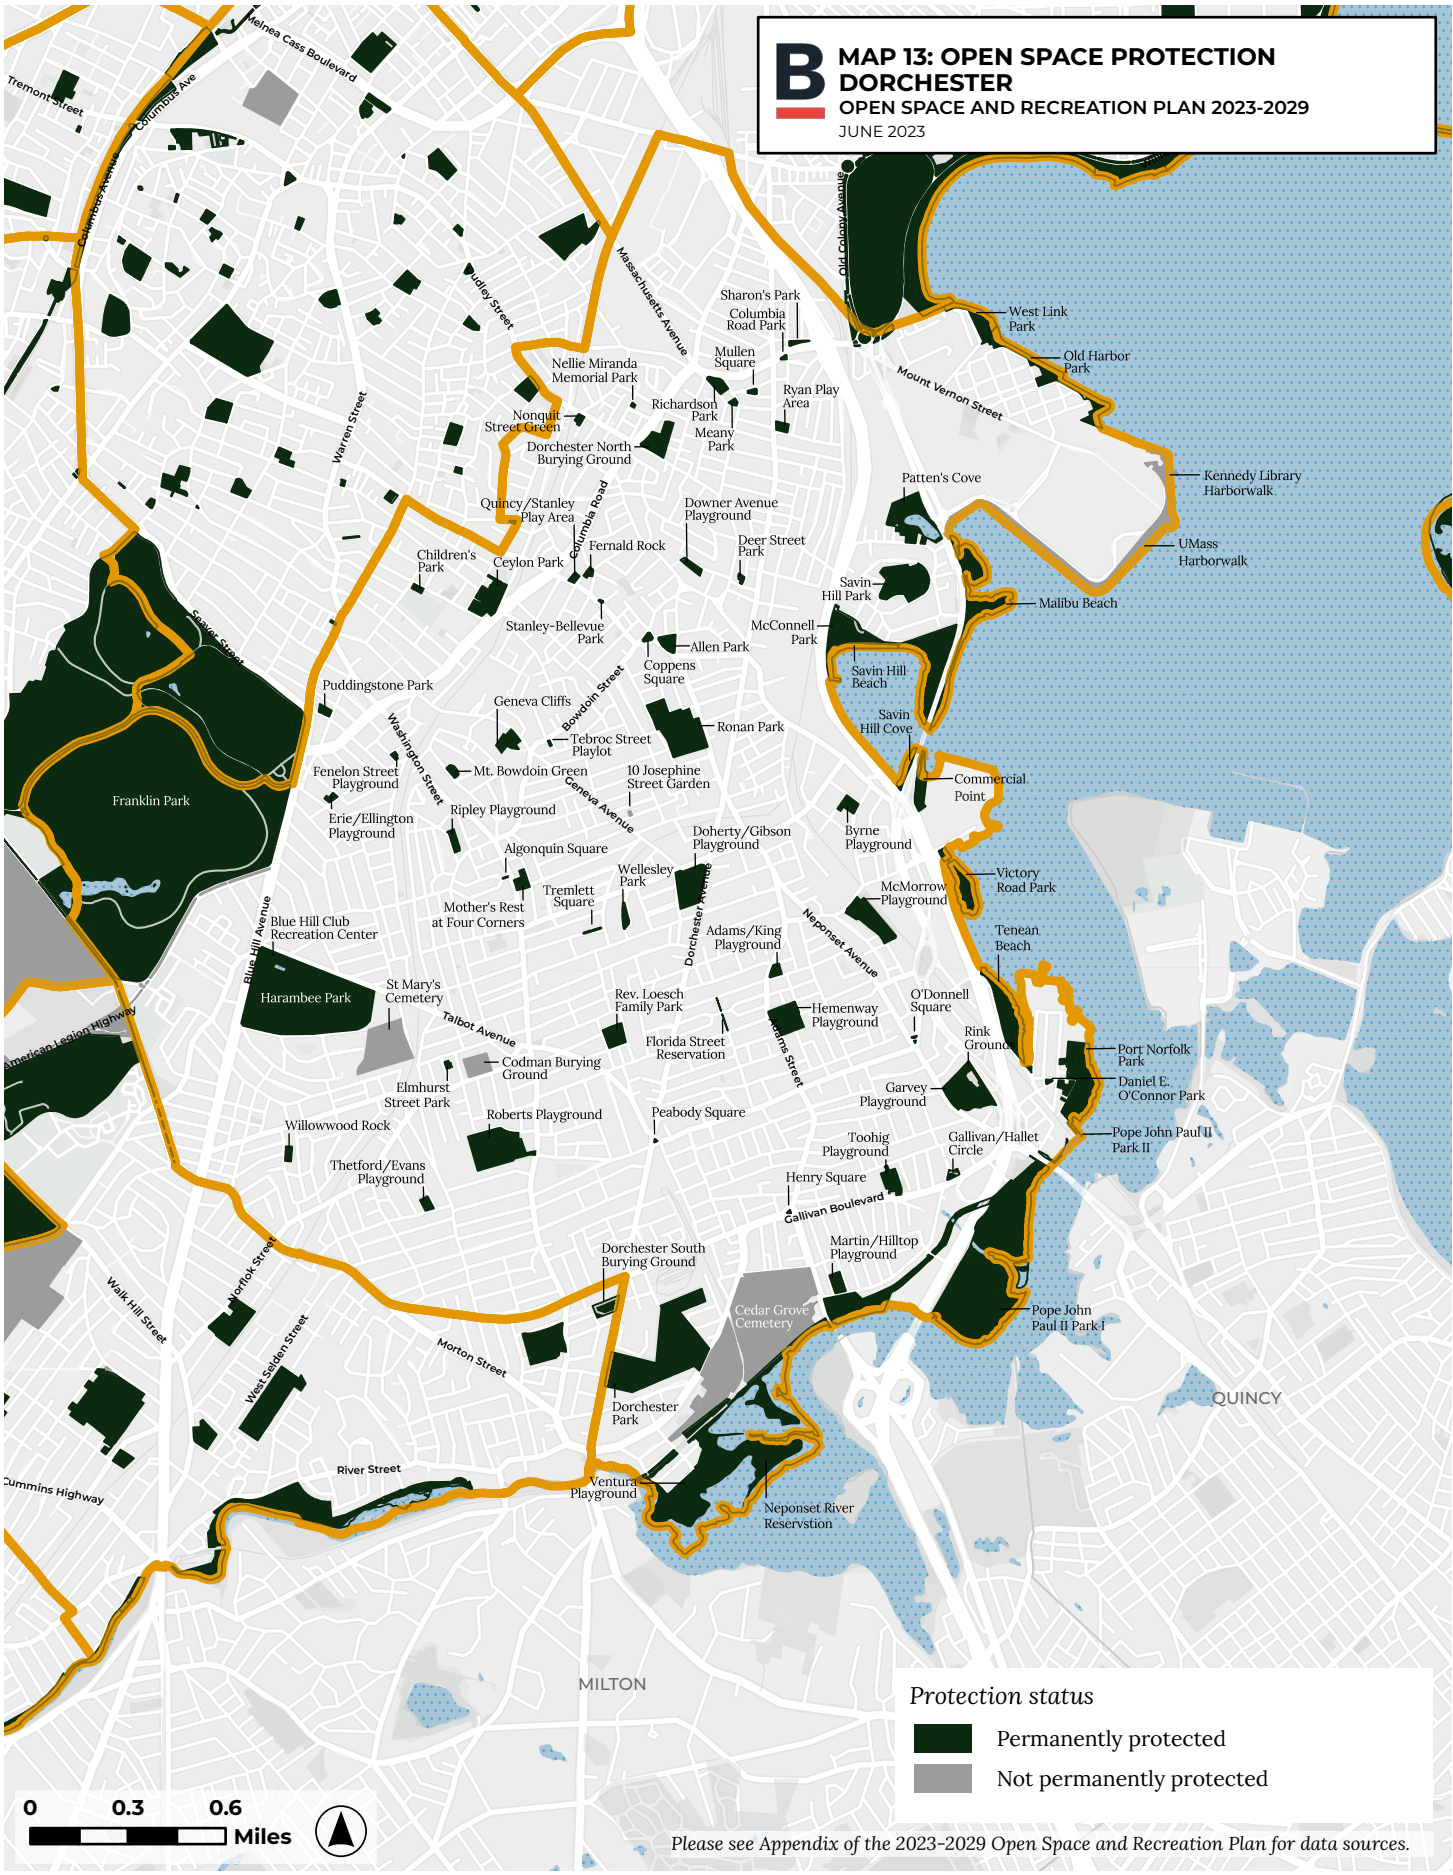 B
MAP 13: OPEN SPACE PROTECTION
DORCHESTER
OPEN SPACE AND RECREATION PLAN 2023-2029
JUNE 2023
Melnea Cass Boulevard
Tremont Street
Columbus Ave
Columbus Avenue
Old Colony Avenue
Massachusetts Avenue
Sharon's Park
Columbia
Road Park
West Link
Park
Mullen
Square
Old Harbor
Park
Nellie Miranda
Memorial Park
Mount Vernon Street
Ryan Play
Area
Richardson
Park
Nonquit
Street Green
Meany
Park
Warren Street
Dorchester North
Burying Ground
Patten's Cove
Kennedy Library
Harborwalk
Quincy/Stanley
Play Area
Columbia Road
Downer Avenue
Playground
Deer Street
Park
Fernald Rock
UMass
Harborwalk
Children's
Park
Ceylon Park
Savin
Hill Park
Malibu Beach
Stanley-Bellevue
Park
McConnell
Park
Seaver Street
Allen Park
Coppens
Square
Savin Hill
Beach
Puddingstone Park
Geneva Cliffs
Bowdoin Street
Savin
Hill Cove
Ronan Park
Washington Street
Tebroc Street
Playlot
Fenelon Street
Playground
Mt. Bowdoin Green
10 Josephine
Street Garden
Commercial
Point
Geneva Avenue
Franklin Park
Erie/Ellington
Playground
Ripley Playground
Doherty/Gibson
Playground
Byrne
Playground
Algonquin Square
Wellesley
Park
Victory
Road Park
Tremlett
Square
McMorrow
Playground
Mother's Rest
at Four Corners
Dorchester Avenue
Neponset Avenue
Blue Hill Avenue
Blue Hill Club
Recreation Center
Adams/King
Playground
Tenean
Beach
Harambee Park
St Mary's
Cemetery
Rev. Loesch
Family Park
O'Donnell
Square
Hemenway
Playground
Talbot Avenue
American Legion Highway
Florida Street
Reservation
Adams Street
Rink
Grounds
Port Norfolk
Park
Codman Burying
Ground
Daniel E.
O'Connor Park
Elmhurst
Street Park
Garvey
Playground
Roberts Playground
Peabody Square
Willowwood Rock
Toohig
Playground
Gallivan/Hallet
Circle
Pope John Paul II
Park II
Thetford/Evans
Playground
Henry Square
Gallivan Boulevard
Dorchester South
Burying Ground
Martin/Hilltop
Playground
Norflok Street
Walk Hill Street
Cedar Grove
Cemetery
Pope John
Paul II Park I
West Selden Street
Morton Street
QUINCY
Dorchester
Park
River Street
Cummins Highway
Ventura
Playground
Neponset River
Reservstion
MILTON
Protection status
Permanently protected
Not permanently protected
0 0.3 0.6
Miles
Please see Appendix of the 2023-2029 Open Space and Recreation Plan for data sources.